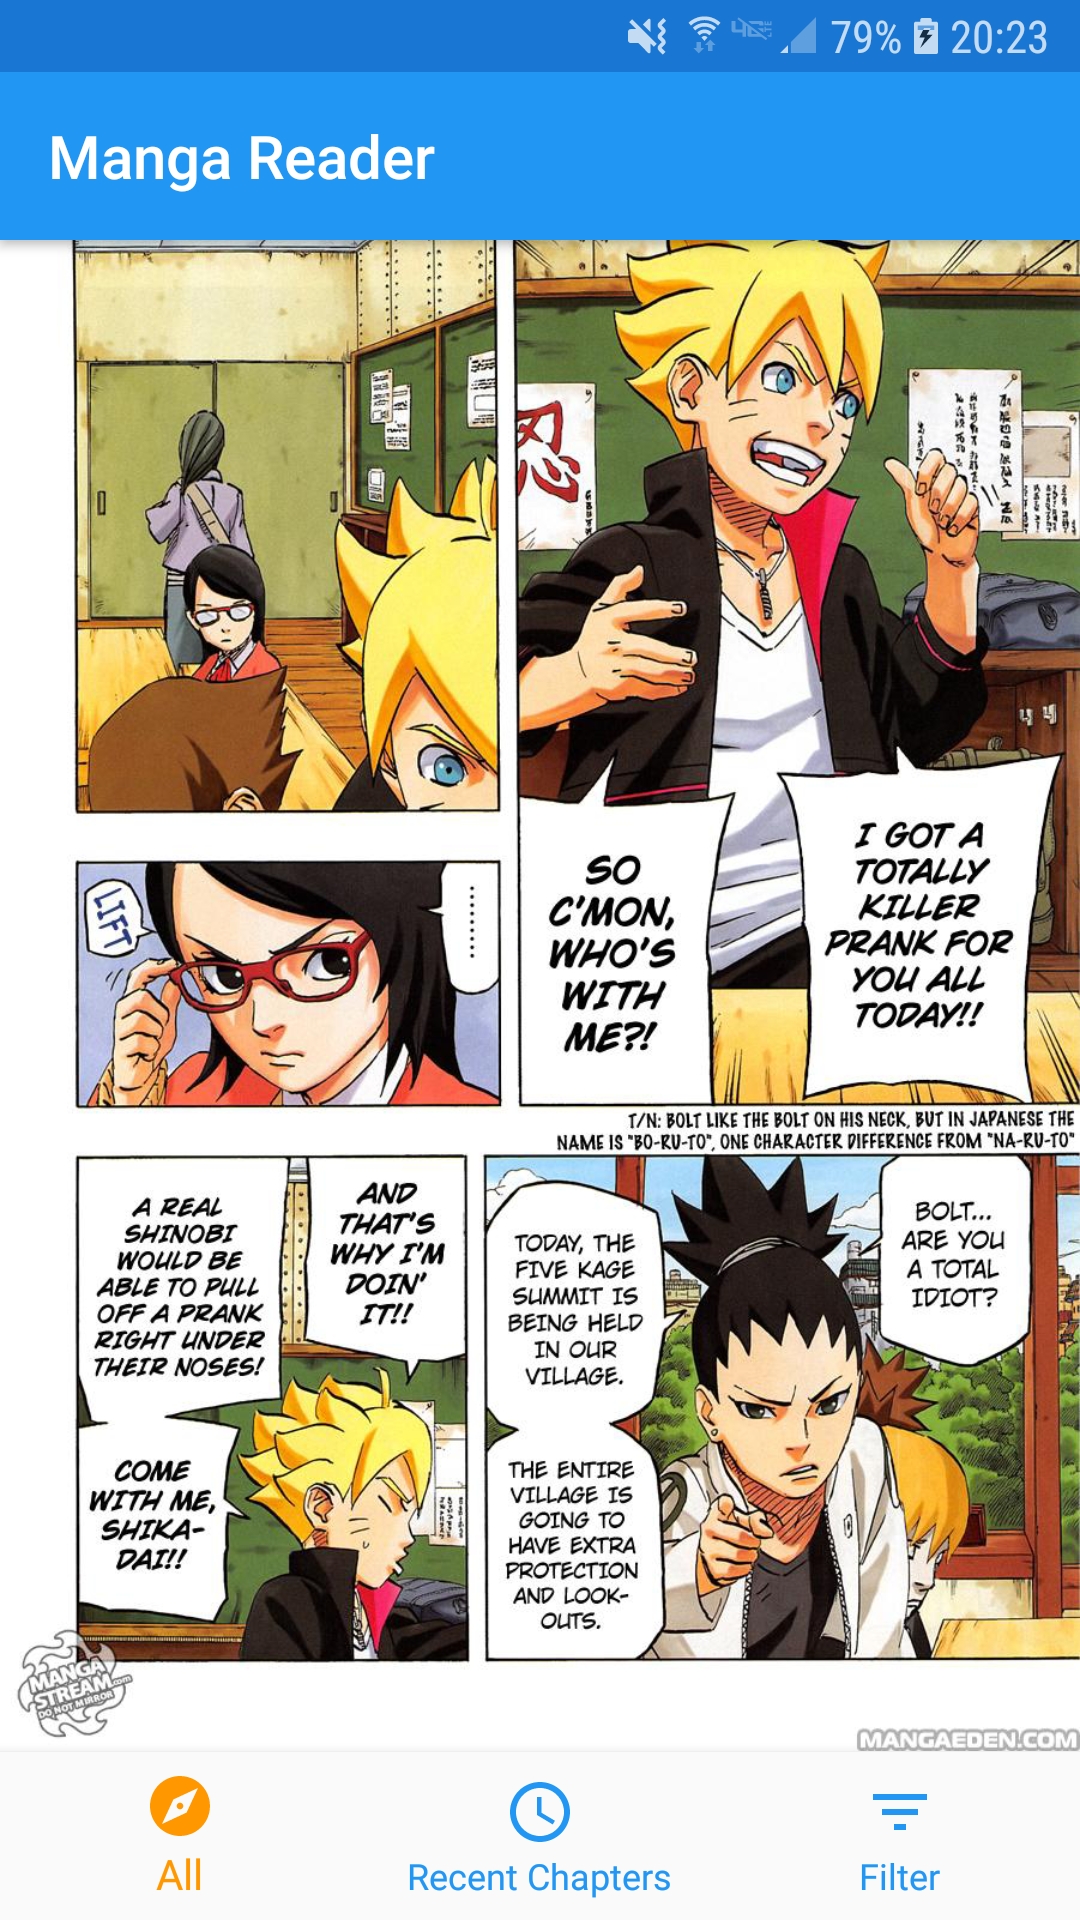 79% 20:23
Manga Reader
I GOT A
TOTALLY
KILLER
PRANK FOR
YOU ALL
TODAY!!
SO
C'MON,
WHO'S
WITH
ME?!
忍
LIFT
.........
T/N: BOLT LIKE THE BOLT ON HIS NECK, BUT IN JAPANESE THE
NAME IS "BO-RU-TO", ONE CHARACTER DIFFERENCE FROM "NA-RU-TO"
BOLT...
ARE YOU
A TOTAL
IDIOT?
TODAY, THE
FIVE KAGE
SUMMIT IS
BEING HELD
IN OUR
VILLAGE.
THE ENTIRE
VILLAGE IS
GOING TO
HAVE EXTRA
PROTECTION
AND LOOK-
OUTS.
AND
THAT'S
WHY I'M
DOIN'
IT!!
A REAL
SHINOBI
WOULD BE
ABLE TO PULL
OFF A PRANK
RIGHT UNDER
THEIR NOSES!
COME
WITH ME,
SHIKA-
DAI!!
MANGA
STREAM.com
DO NOT MIRROR
MANGAEDEN.COM
All
Recent Chapters
Filter